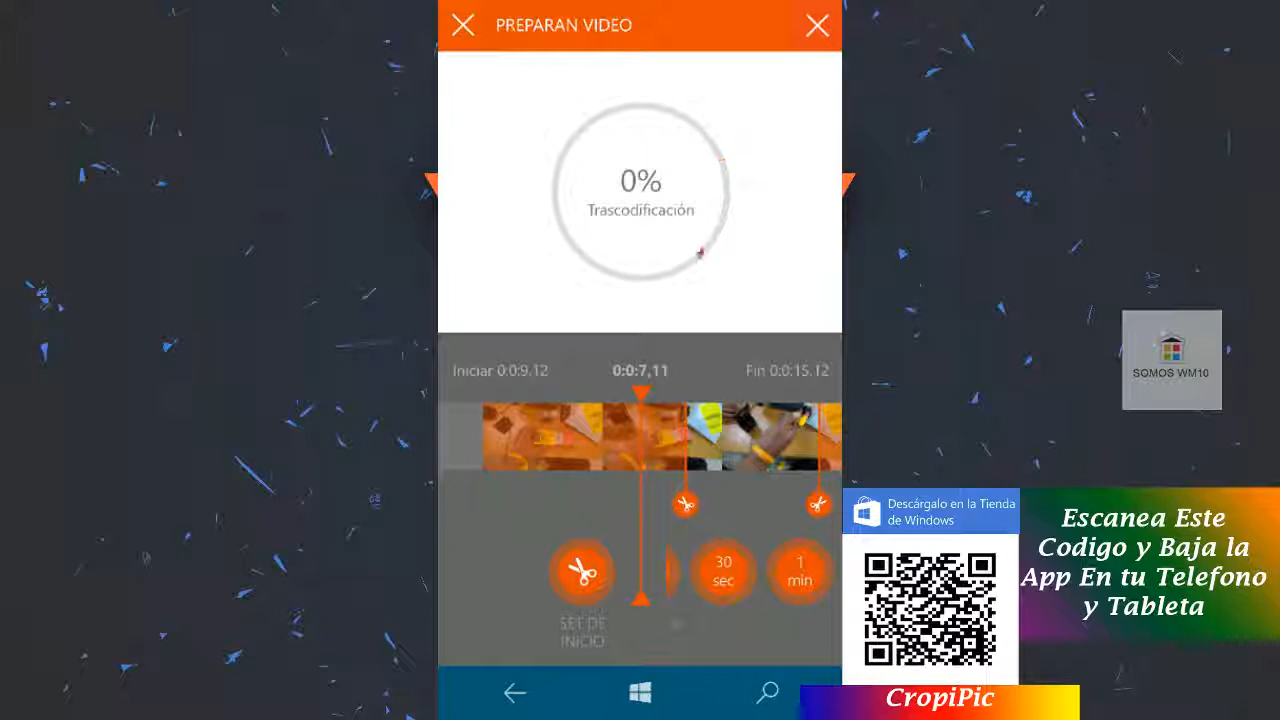 PREPARAN VIDEO
0%
Trascodificación
Iniciar 0:0:9.12
0:0:7,11
Fin 0:0:15.12
SOMOS WM10
30
sec
1
min
SET DE
INICIO
Descárgalo en la Tienda
de Windows
Escanea Este
Codigo y Baja la
App En tu Telefono
y Tableta
CropiPic